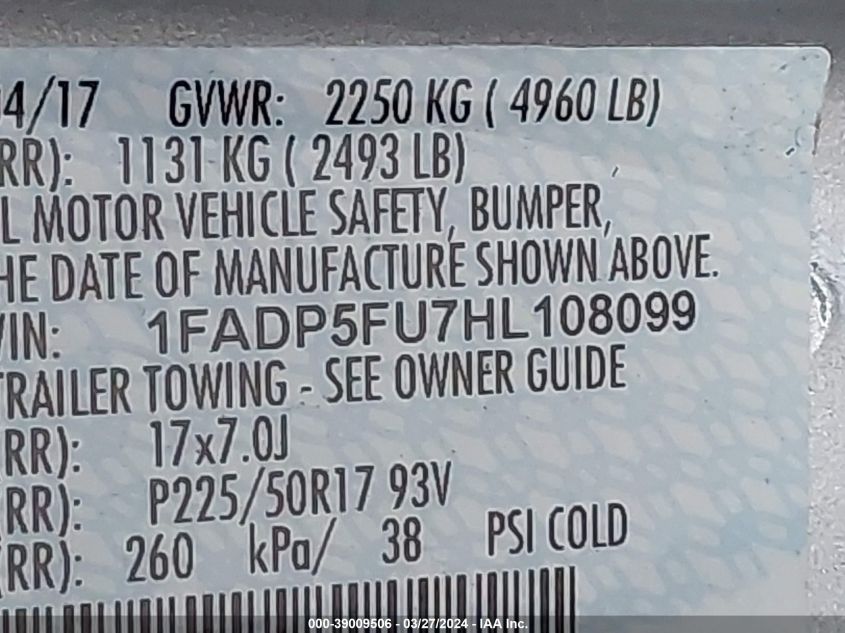 04/17 GVWR: 2250 KG ( 4960 LB)
RR): 1131 KG ( 2493 LB)
L MOTOR VEHICLE SAFETY, BUMPER,
HE DATE OF MANUFACTURE SHOWN ABOVE.
VIN: 1FADP5FU7HL108099
TRAILER TOWING - SEE OWNER GUIDE
(RR): 17x7.0J
(RR): P225/50R17 93V
(RR): 260 kPa/ 38 PSI COLD
000-39009506 - 03/27/2024 - IAA Inc.